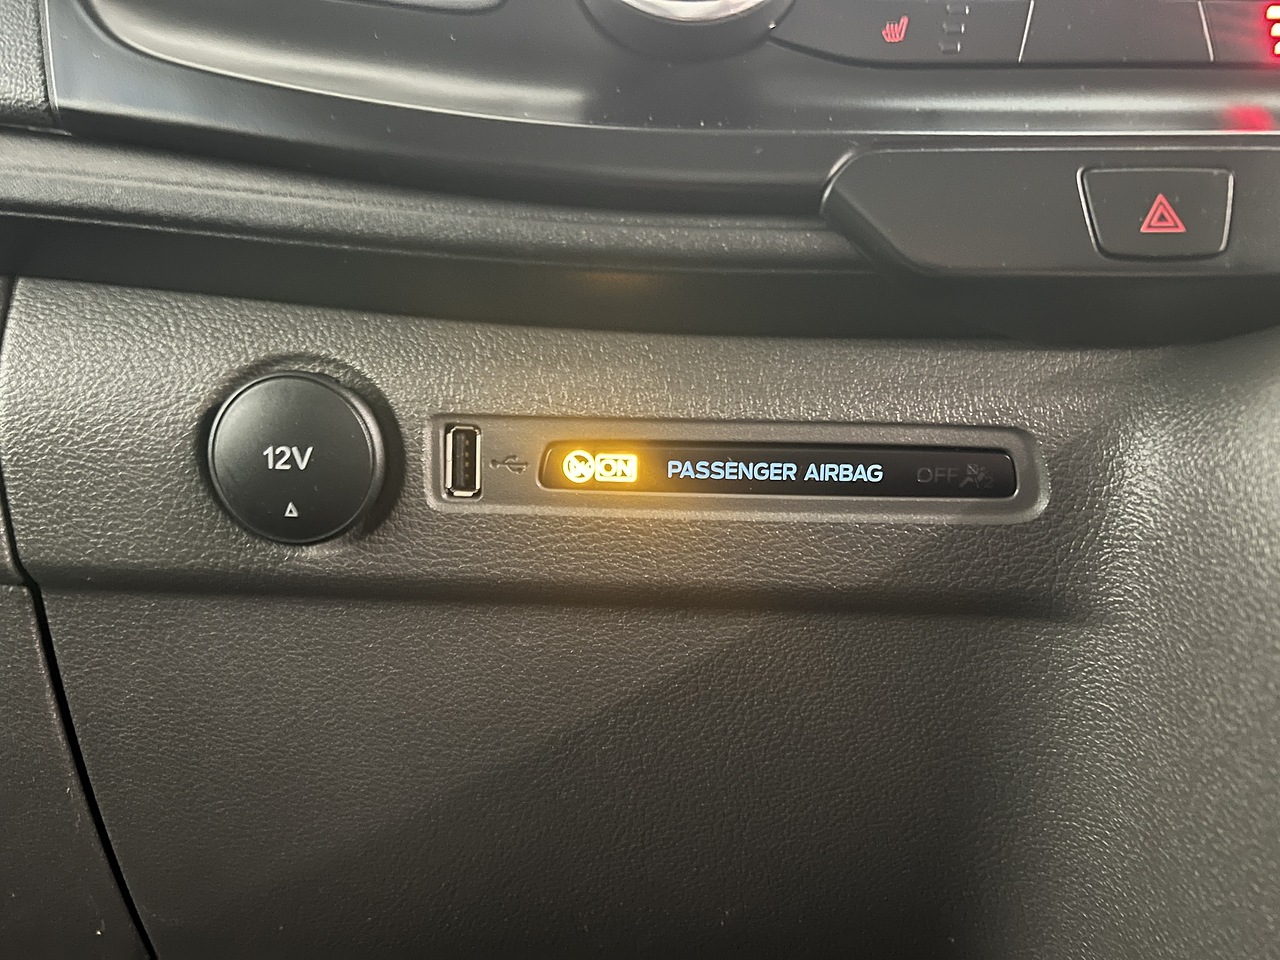 12V
ON PASSENGER AIRBAG OFF